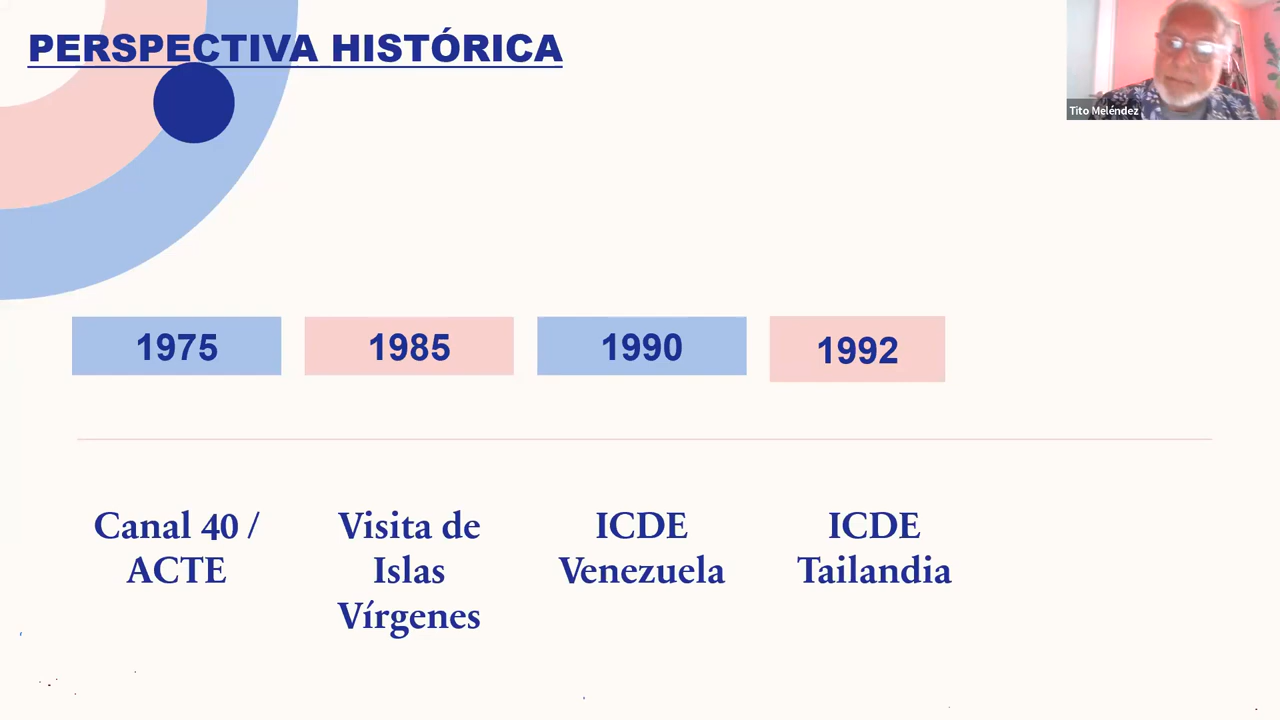 PERSPECTIVA HISTÓRICA
Tito Meléndez
1975
1985
1990
1992
Canal 40 /
ACTE
Visita de
Islas
Vírgenes
ICDE
Venezuela
ICDE
Tailandia